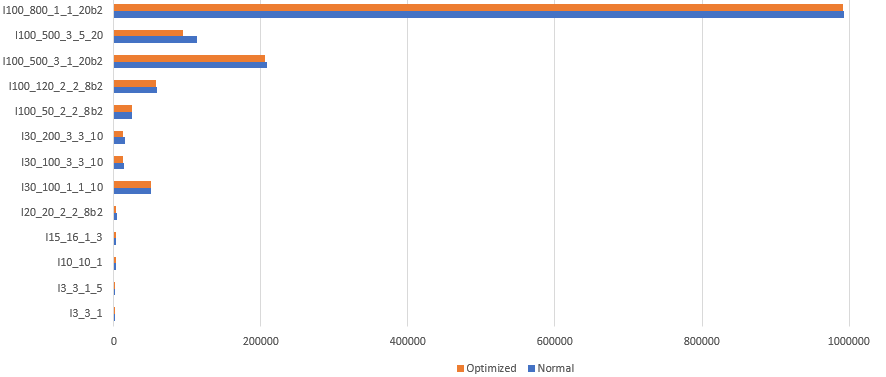 I100_800_1_1_20b2
I100_500_3_5_20
I100_500_3_1_20b2
I100_120_2_2_8b2
I100_50_2_2_8b2
I30_200_3_3_10
I30_100_3_3_10
I30_100_1_1_10
I20_20_2_2_8b2
I15_16_1_3
I10_10_1
I3_3_1_5
I3_3_1
0 200000 400000 600000 800000 1000000
Optimized Normal